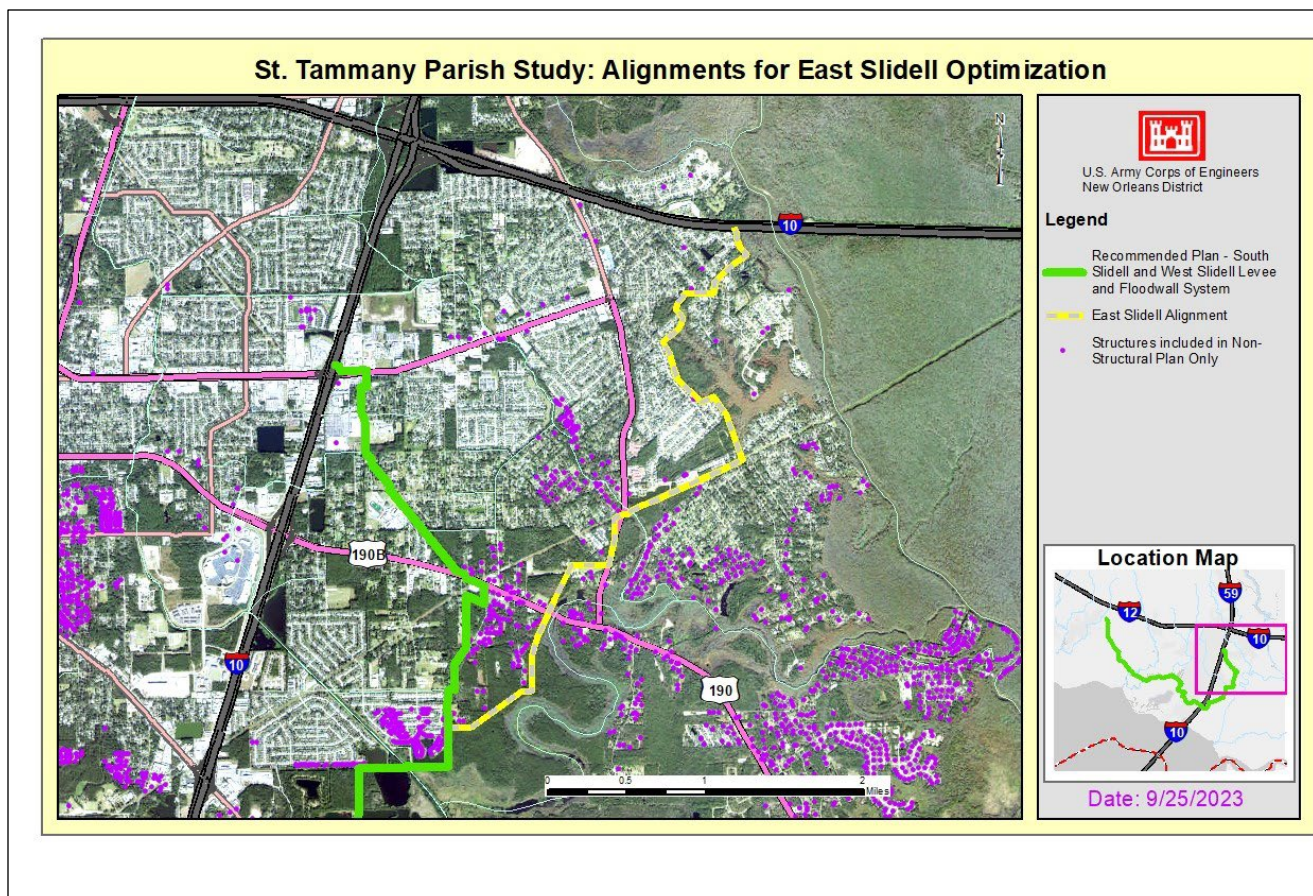 St. Tammany Parish Study: Alignments for East Slidell Optimization
N
10
190B
10
190
0
0.5
1
2
Miles
U.S. Army Corps of Engineers
New Orleans District
Legend
Recommended Plan - South
Slidell and West Slidell Levee
and Floodwall System
East Slidell Alignment
Structures included in Non-
Structural Plan Only
Location Map
59
12
10
10
Date: 9/25/2023